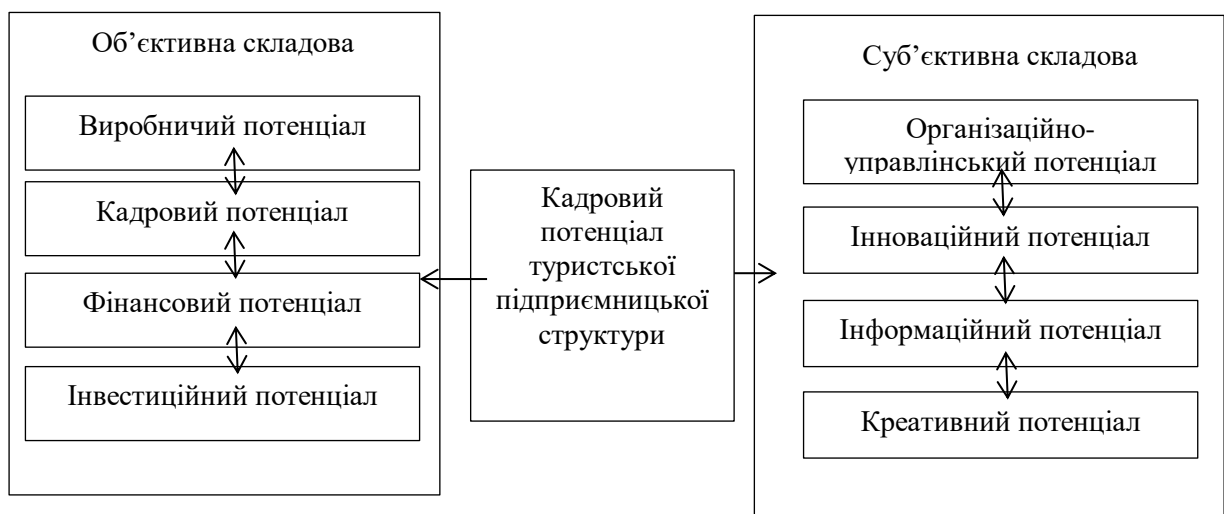 Об’єктивна складова
Виробничий потенціал
Кадровий потенціал
Фінансовий потенціал
Інвестиційний потенціал
Кадровий
потенціал
туристської
підприємницької
структури
Суб’єктивна складова
Організаційно-
управлінський потенціал
Інноваційний потенціал
Інформаційний потенціал
Креативний потенціал